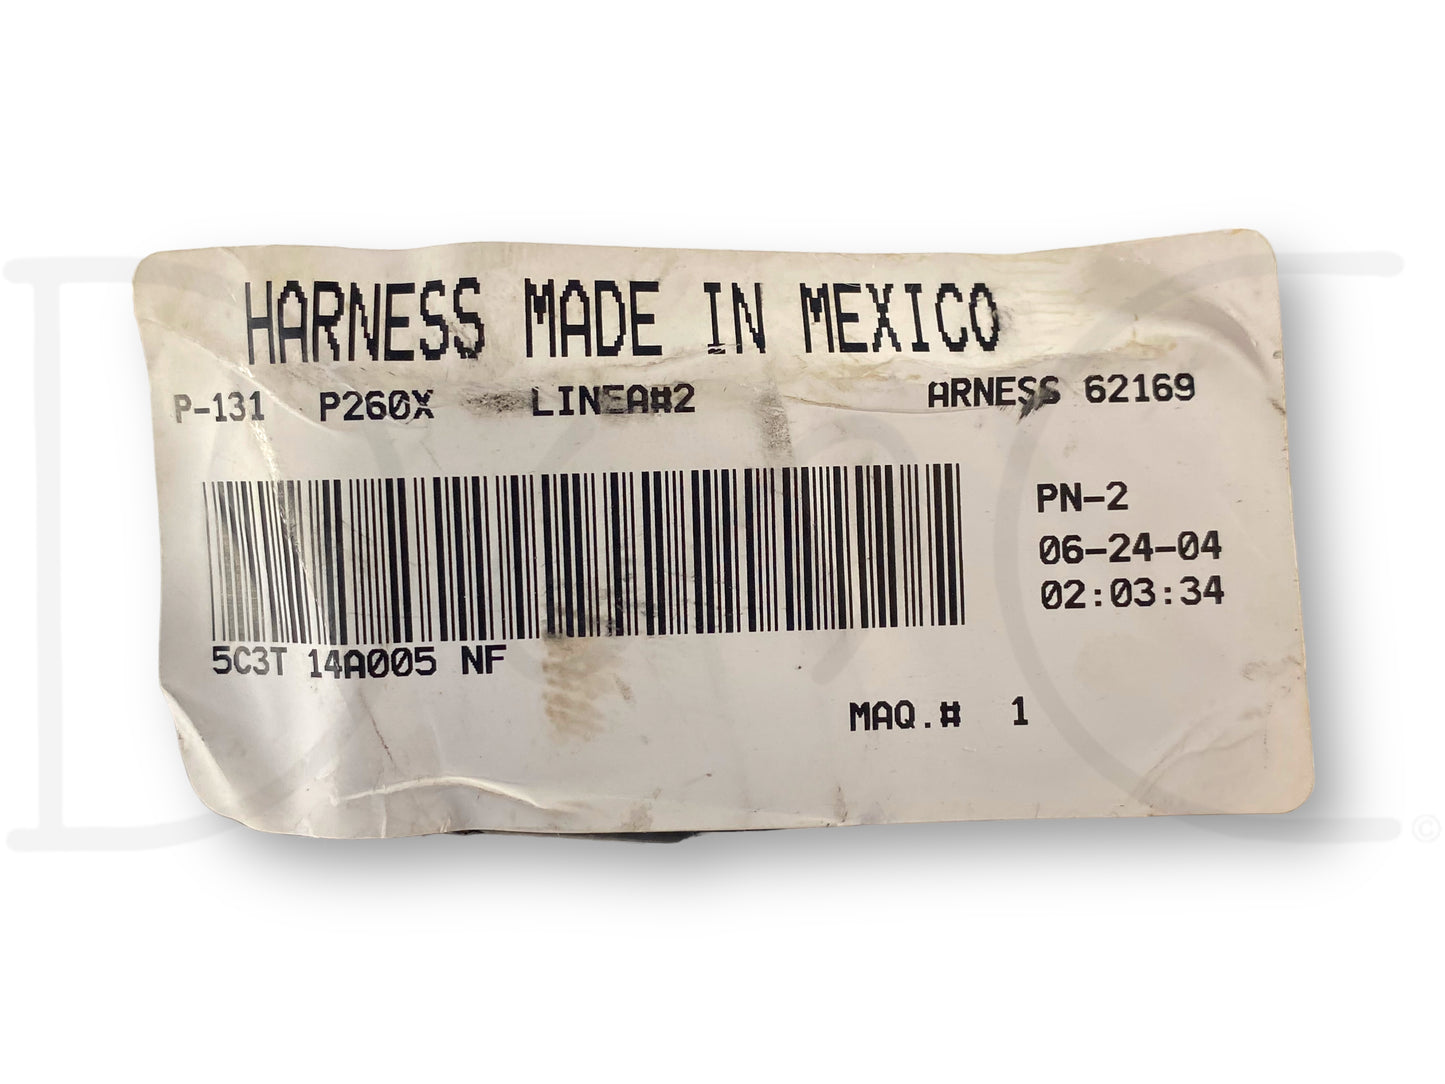 HARNESS MADE IN MEXICO
P-131 P260X LINEA#2 ARNESS 62169
PN-2
06-24-04
02:03:34
5C3T 14A005 NF
MAQ.# 1
©